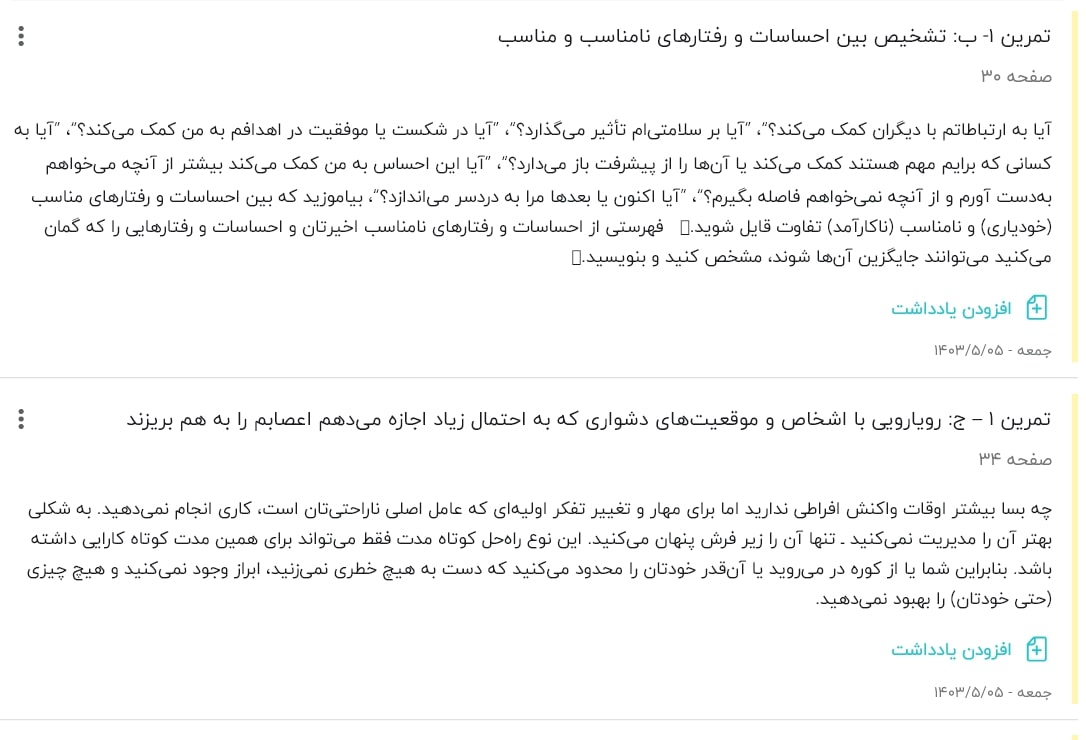 تمرین ۱- ب: تشخیص بین احساسات و رفتارهای نامناسب و مناسب
صفحه ۳۰
آیا به ارتباطاتم با دیگران کمک می‌کند؟“، ”آیا بر سلامتی‌ام تأثیر می‌گذارد؟“، ”آیا در شکست یا موفقیت در اهدافم به من کمک می‌کند؟“، ”آیا به
کسانی که برایم مهم هستند کمک می‌کند یا آن‌ها را از پیشرفت باز می‌دارد؟“، ”آیا این احساس به من کمک می‌کند بیشتر از آنچه می‌خواهم
به‌دست آورم و از آنچه نمی‌خواهم فاصله بگیرم؟“، ”آیا اکنون یا بعدها مرا به دردسر می‌اندازد؟“، بیاموزید که بین احساسات و رفتارهای مناسب
(خودیاری) و نامناسب (ناکارآمد) تفاوت قایل شوید. فهرستی از احساسات و رفتارهای نامناسب اخیرتان و احساسات و رفتارهایی را که گمان
می‌کنید می‌توانند جایگزین آن‌ها شوند، مشخص کنید و بنویسید.
افزودن یادداشت
جمعه - ۱۴۰۳/۵/۰۵
تمرین ۱ – ج: رویارویی با اشخاص و موقعیت‌های دشواری که به احتمال زیاد اجازه می‌دهم اعصابم را به هم بریزند
صفحه ۳۴
چه بسا بیشتر اوقات واکنش افراطی ندارید اما برای مهار و تغییر تفکر اولیه‌ای که عامل اصلی ناراحتی‌تان است، کاری انجام نمی‌دهید. به شکلی
بهتر آن را مدیریت نمی‌کنید ـ تنها آن را زیر فرش پنهان می‌کنید. این نوع راه‌حل کوتاه مدت فقط می‌تواند برای همین مدت کوتاه کارایی داشته
باشد. بنابراین شما یا از کوره در می‌روید یا آن‌قدر خودتان را محدود می‌کنید که دست به هیچ خطری نمی‌زنید، ابراز وجود نمی‌کنید و هیچ چیزی
(حتی خودتان) را بهبود نمی‌دهید.
افزودن یادداشت
جمعه - ۱۴۰۳/۵/۰۵